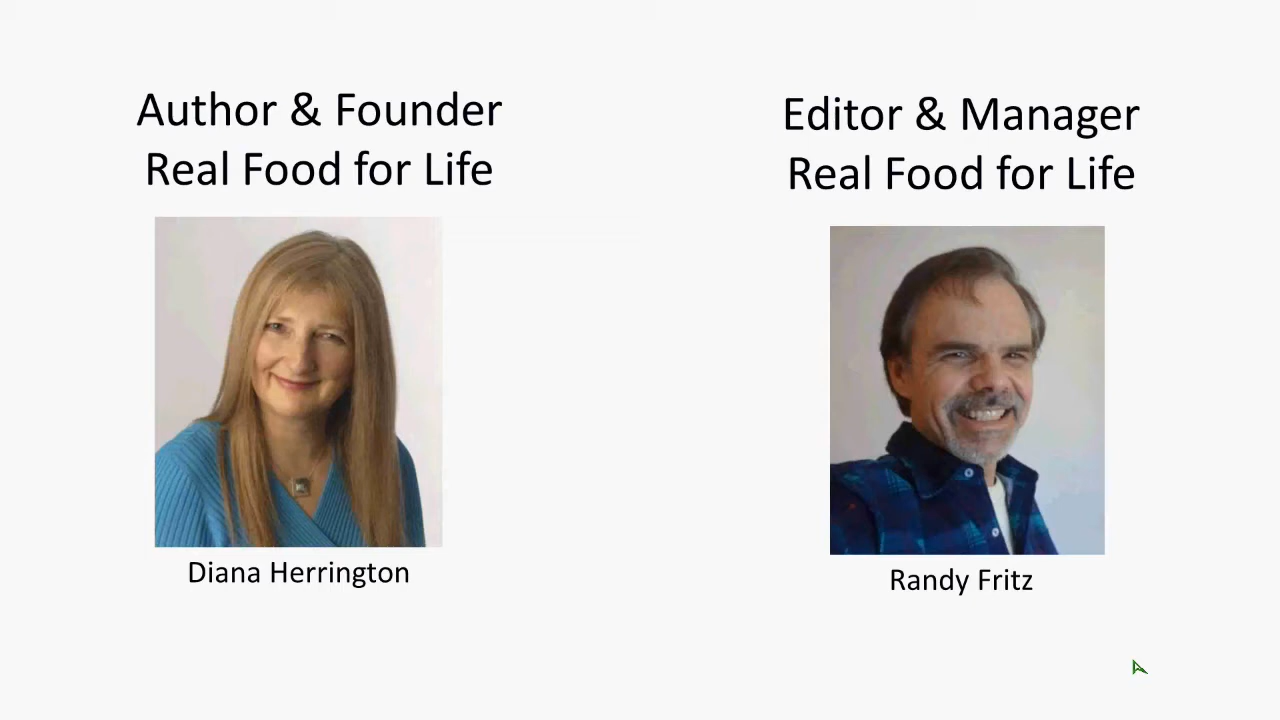 Author & Founder
Real Food for Life
Diana Herrington
Editor & Manager
Real Food for Life
Randy Fritz